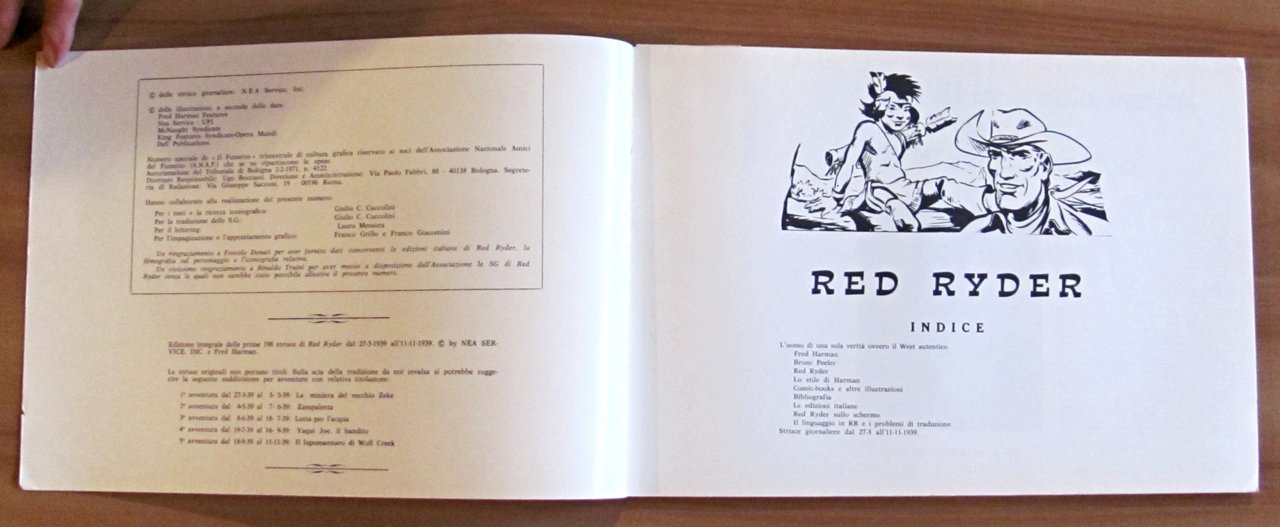 © delle strisce giornaliere: NEA Service, Inc.
© delle illustrazioni a seconda delle date:
Fred Harman Features
Nea Service UPI
McNaught Syndicate
King Features Syndicate-Opera Mundi
Dell Publications
Numero speciale de «Il Fumetto» trimestrale di cultura grafica riservato ai soci dell'Associazione Nazionale Amici
del Fumetto (A.N.A.F.) che se ne ripartiscono le spese.
Autorizzazione del Tribunale di Bologna 2-2-1971, n. 4122.
Direttore Responsabile: Ugo Boccassi. Direzione e Amministrazione: Via Paolo Fabbri, 88 - 40138 Bologna. Segrete-
ria di Redazione: Via Giuseppe Sacconi, 19 - 00196 Roma.
Hanno collaborato alla realizzazione del presente numero:
Per i testi e la ricerca iconografica: Giulio C. Cuccolini
Per la traduzione delle S.G.: Giulio C. Cuccolini
Per il lettering: Laura Messora
Per l'impaginazione e l'apprestamento grafico: Franco Grillo e Franco Giacomini
Un ringraziamento a Foscolo Donati per aver fornito dati concernenti le edizioni italiane di Red Ryder, la
filmografia sul personaggio e l'iconografia relativa.
Un vivissimo ringraziamento a Rinaldo Traini per aver messo a disposizione dell'Associazione le SG di Red
Ryder senza le quali non sarebbe stato possibile allestire il presente numero.
Edizione integrale delle prime 198 strisce di Red Ryder dal 27-3-1939 all'11-11-1939. © by NEA SER-
VICE, INC. e Fred Harman.
Le strisce originali non portano titoli. Sulla scia della tradizione da noi invalsa si potrebbe sugge-
rire la seguente suddivisione per avventure con relativa titolazione:
1ª avventura dal 27-3-39 al 3- 5-39: La miniera del vecchio Zeke
2ª avventura dal 4-5-39 al 7- 6-39: Zampalesta
3ª avventura dal 8-6-39 al 18- 7-39: Lotta per l'acqua
4ª avventura dal 19-7-39 al 16- 9-39: Yaqui Joe, il bandito
5ª avventura dal 18-9-39 al 11-11-39: Il lupomannaro di Wolf Creek
RED RYDER
INDICE
L'uomo di una sola verità ovvero il West autentico
Fred Harman
Bronc Peeler
Red Ryder
Lo stile di Harman
Comic-books e altre illustrazioni
Bibliografia
Le edizioni italiane
Red Ryder sullo schermo
Il linguaggio in RR e i problemi di traduzione
Strisce giornaliere dal 27-3 all'11-11-1939.